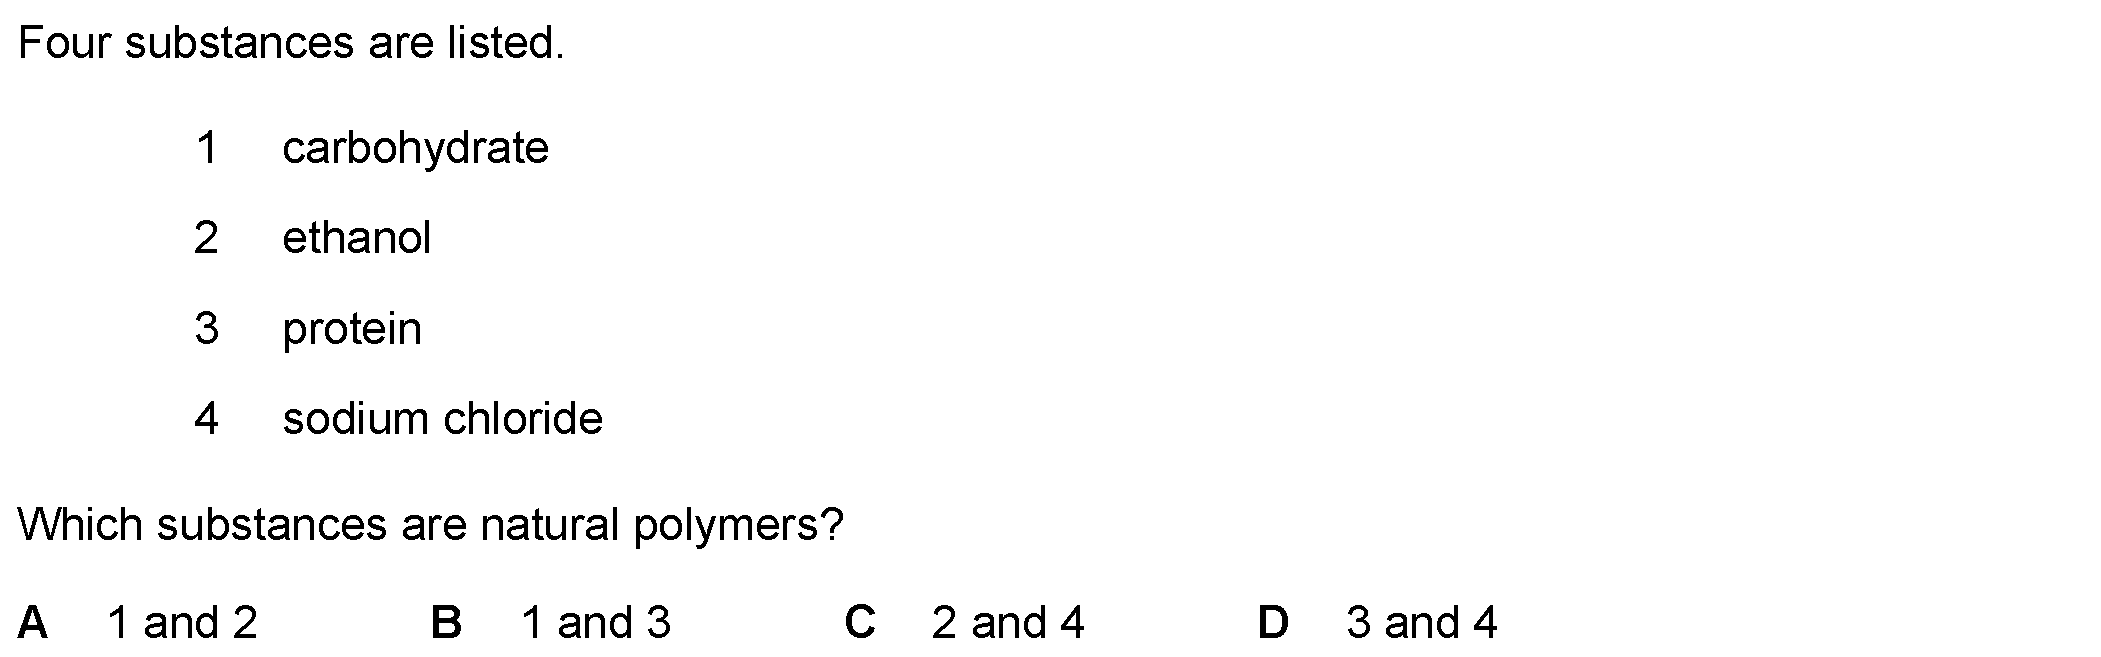 Four substances are listed.
1 carbohydrate
2 ethanol
3 protein
4 sodium chloride
Which substances are natural polymers?
A 1 and 2 B 1 and 3 C 2 and 4 D 3 and 4